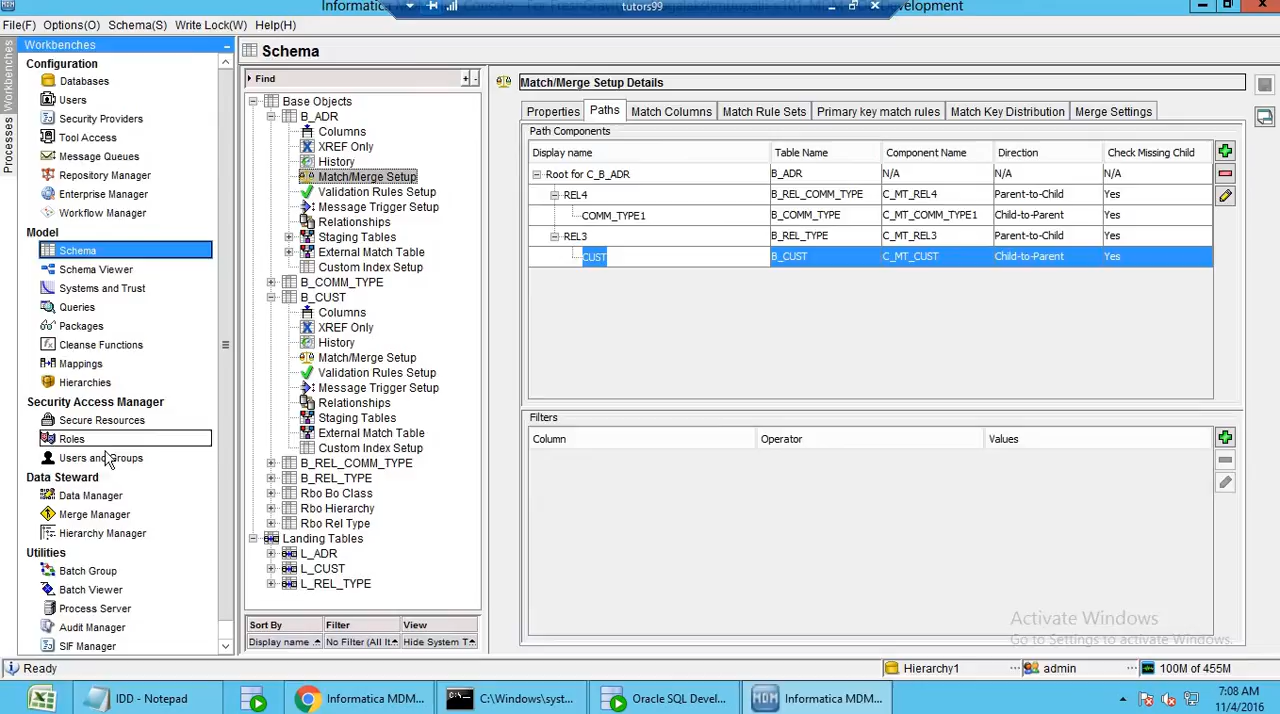 tutors99
Informatica
Development
File(F) Options(O) Schema(S) Write Lock(W) Help(H)
Workbenches
Processes
Workbenches
Configuration
Databases
Users
Security Providers
Tool Access
Message Queues
Repository Manager
Enterprise Manager
Workflow Manager
Model
Schema
Schema Viewer
Systems and Trust
Queries
Packages
Cleanse Functions
Mappings
Hierarchies
Security Access Manager
Secure Resources
Roles
Users and Groups
Data Steward
Data Manager
Merge Manager
Hierarchy Manager
Utilities
Batch Group
Batch Viewer
Process Server
Audit Manager
SIF Manager
Schema
Find
Base Objects
B_ADR
Columns
XREF Only
History
Match/Merge Setup
Validation Rules Setup
Message Trigger Setup
Relationships
Staging Tables
External Match Table
Custom Index Setup
B_COMM_TYPE
B_CUST
Columns
XREF Only
History
Match/Merge Setup
Validation Rules Setup
Message Trigger Setup
Relationships
Staging Tables
External Match Table
Custom Index Setup
B_REL_COMM_TYPE
B_REL_TYPE
Rbo Bo Class
Rbo Hierarchy
Rbo Rel Type
Landing Tables
L_ADR
L_CUST
L_REL_TYPE
Sort By Filter View
Display name No Filter (All It Hide System T
Match/Merge Setup Details
Properties Paths Match Columns Match Rule Sets Primary key match rules Match Key Distribution Merge Settings
Path Components
Display name Table Name Component Name Direction Check Missing Child
Root for C_B_ADR B_ADR N/A N/A N/A
REL4 B_REL_COMM_TYPE C_MT_REL4 Parent-to-Child Yes
COMM_TYPE1 B_COMM_TYPE C_MT_COMM_TYPE1 Child-to-Parent Yes
REL3 B_REL_TYPE C_MT_REL3 Parent-to-Child Yes
CUST B_CUST C_MT_CUST Child-to-Parent Yes
Filters
Column Operator Values
Activate Windows
Go to Settings to activate Windows.
Ready Hierarchy1 ... admin ... 100M of 455M
IDD - Notepad Informatica MDM... C:\Windows\syst... Oracle SQL Devel... Informatica MDM...
7:08 AM
11/4/2016